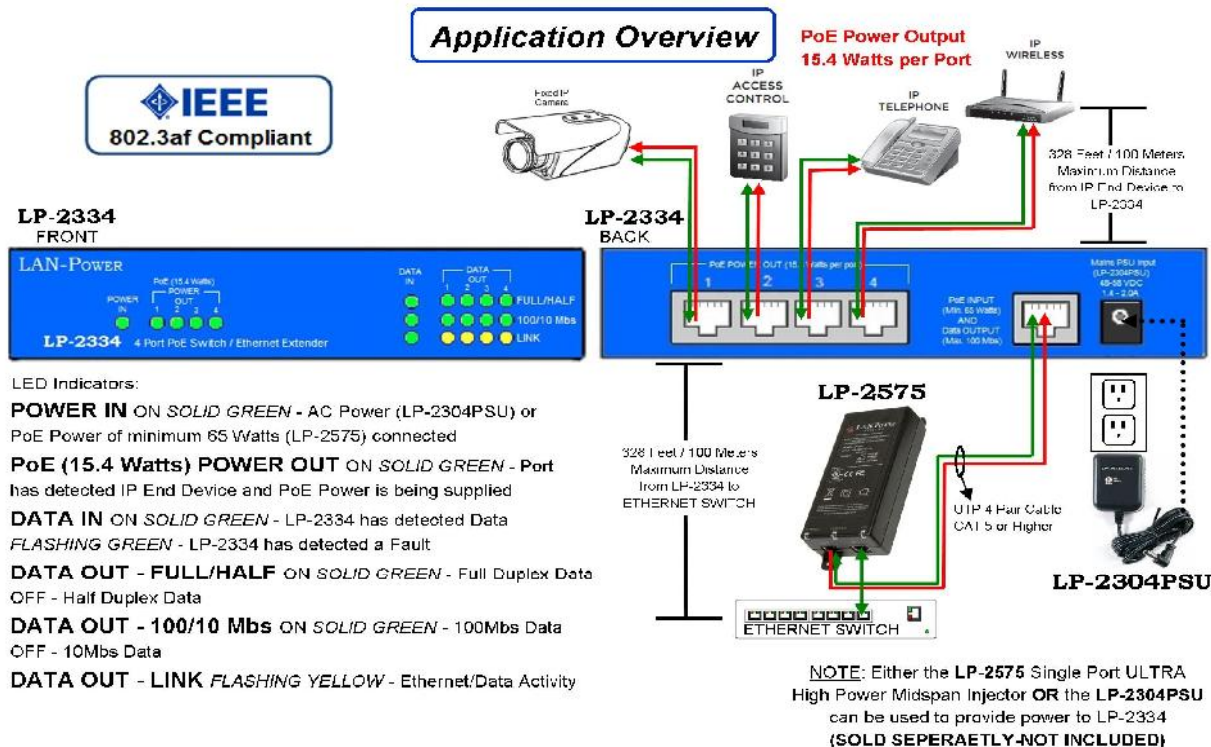 Application Overview
IEEE
802.3af Compliant
PoE Power Output
15.4 Watts per Port
Fixed IP
Camera
IP
ACCESS
CONTROL
IP
TELEPHONE
IP
WIRELESS
328 Feet / 100 Meters
Maximum Distance
from IP End Device to
LP-2334
LP-2334
FRONT
LAN-POWER
PoE (15.4 Watts)
POWER
OUT
POWER
IN
1 2 3 4
DATA
IN
DATA
OUT
1 2 3 4
FULL/HALF
100/10 Mbs
LINK
LP-2334 4 Port PoE Switch / Ethernet Extender
LP-2334
BACK
PoE POWER OUT (15. Watts per port)
1 2 3 4
PoE INPUT
(Min. 65 Watts)
AND
Data OUTPUT
(Max. 100 Mbs)
Mains PSU Input
(LP-2304PSU)
48-56 VDC
1.4 - 2.0A
LED Indicators:
POWER IN ON SOLID GREEN - AC Power (LP-2304PSU) or
PoE Power of minimum 65 Watts (LP-2575) connected
PoE (15.4 Watts) POWER OUT ON SOLID GREEN - Port
has detected IP End Device and PoE Power is being supplied
DATA IN ON SOLID GREEN - LP-2334 has detected Data
FLASHING GREEN - LP-2334 has detected a Fault
DATA OUT - FULL/HALF ON SOLID GREEN - Full Duplex Data
OFF - Half Duplex Data
DATA OUT - 100/10 Mbs ON SOLID GREEN - 100Mbs Data
OFF - 10Mbs Data
DATA OUT - LINK FLASHING YELLOW - Ethernet/Data Activity
328 Feet / 100 Meters
Maximum Distance
from LP-2334 to
ETHERNET SWITCH
LP-2575
LAN POWER
UTP 4 Pair Cable
CAT 5 or Higher
LP-2304PSU
ETHERNET SWITCH
NOTE: Either the LP-2575 Single Port ULTRA
High Power Midspan Injector OR the LP-2304PSU
can be used to provide power to LP-2334
(SOLD SEPERAETLY-NOT INCLUDED)